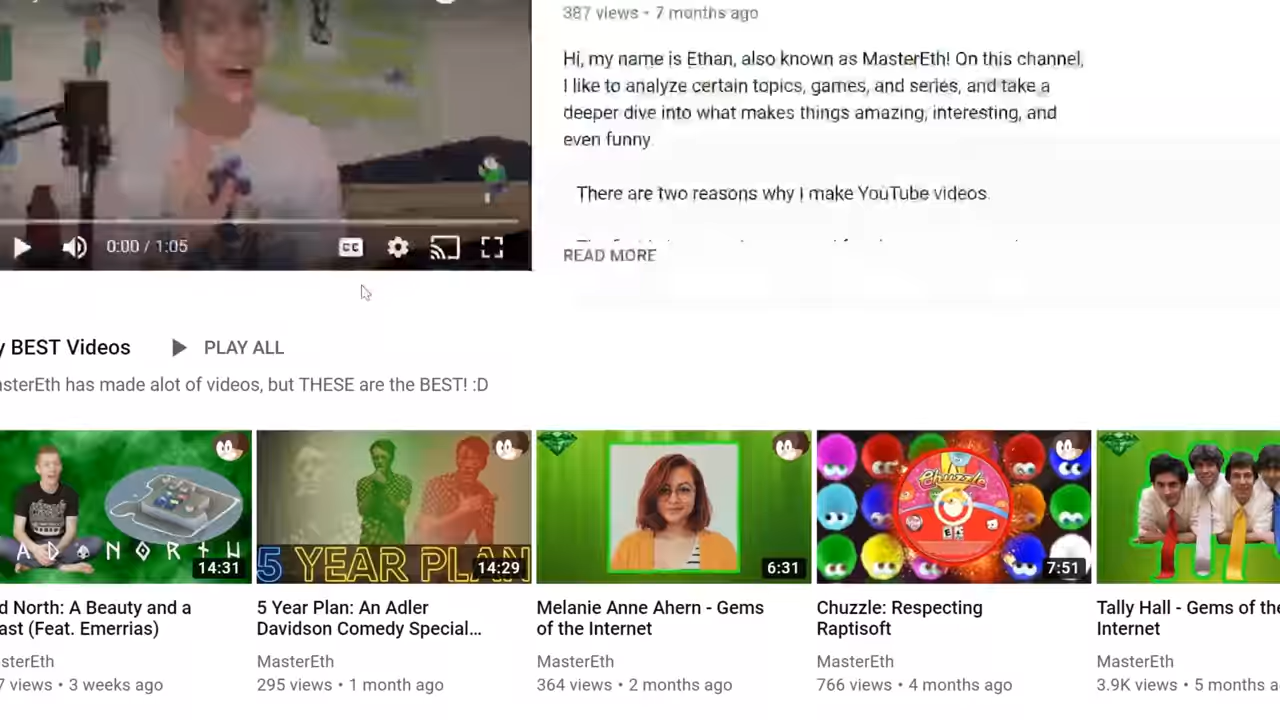 387 views • 7 months ago
Hi, my name is Ethan, also known as MasterEth! On this channel,
I like to analyze certain topics, games, and series, and take a
deeper dive into what makes things amazing, interesting, and
even funny.
There are two reasons why I make YouTube videos.
READ MORE
CC
0:00 / 1:05
y BEST Videos
PLAY ALL
sterEth has made alot of videos, but THESE are the BEST! :D
A D N O R T H
14:31
5 YEAR PLAN
14:29
6:31
Chuzzle
7:51
d North: A Beauty and a
ast (Feat. Emerrias)
sterEth
7 views • 3 weeks ago
5 Year Plan: An Adler
Davidson Comedy Special...
MasterEth
295 views • 1 month ago
Melanie Anne Ahern - Gems
of the Internet
MasterEth
364 views • 2 months ago
Chuzzle: Respecting
Raptisoft
MasterEth
766 views • 4 months ago
Tally Hall - Gems of the
Internet
MasterEth
3.9K views • 5 months a